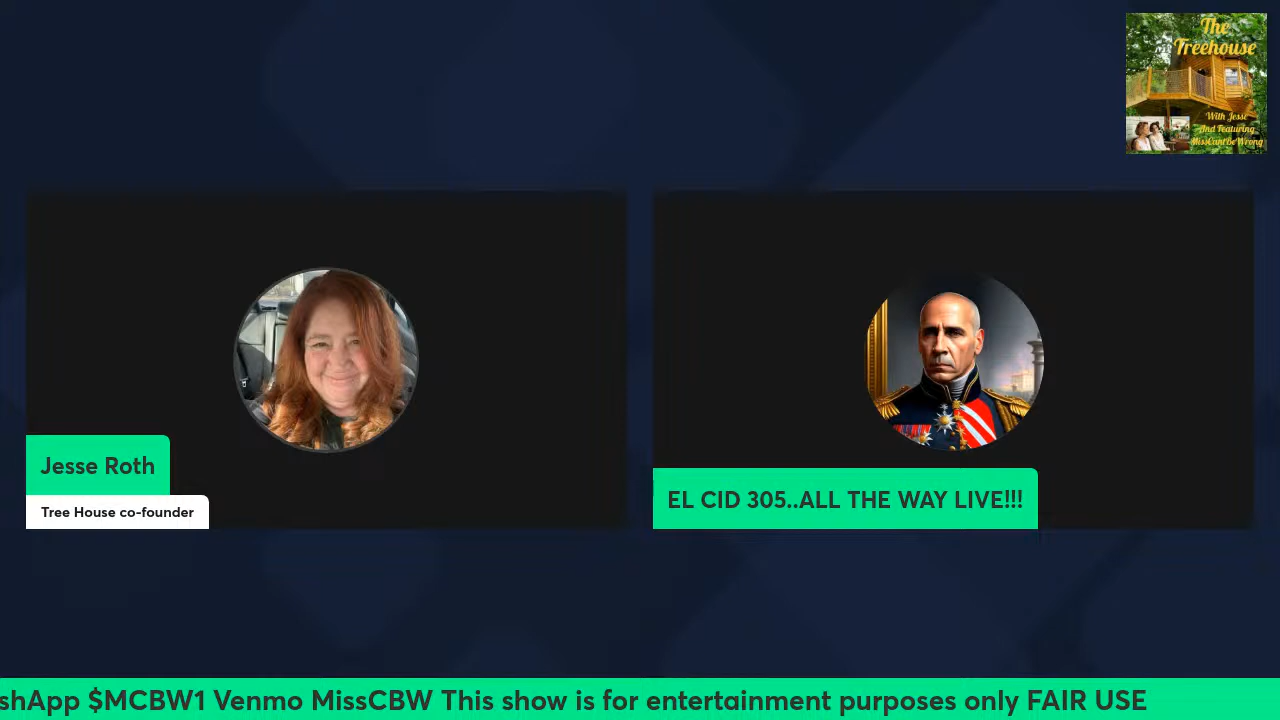 The
Treehouse
With Jesse
And Featuring
MissCantBeWrong
Jesse Roth
Tree House co-founder
EL CID 305..ALL THE WAY LIVE!!!
shApp $MCBW1 Venmo MissCBW This show is for entertainment purposes only FAIR USE